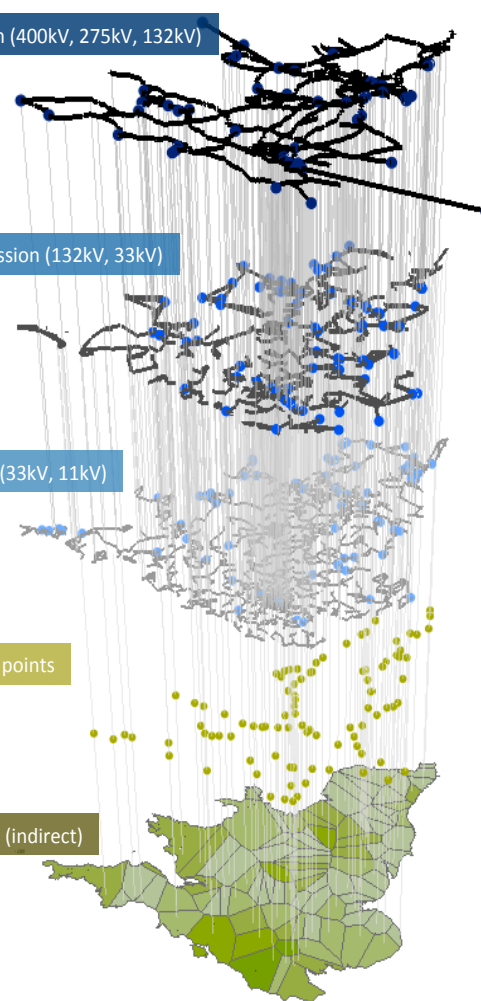 (400kV, 275kV, 132kV)
ssion (132kV, 33kV)
(33kV, 11kV)
points
(indirect)